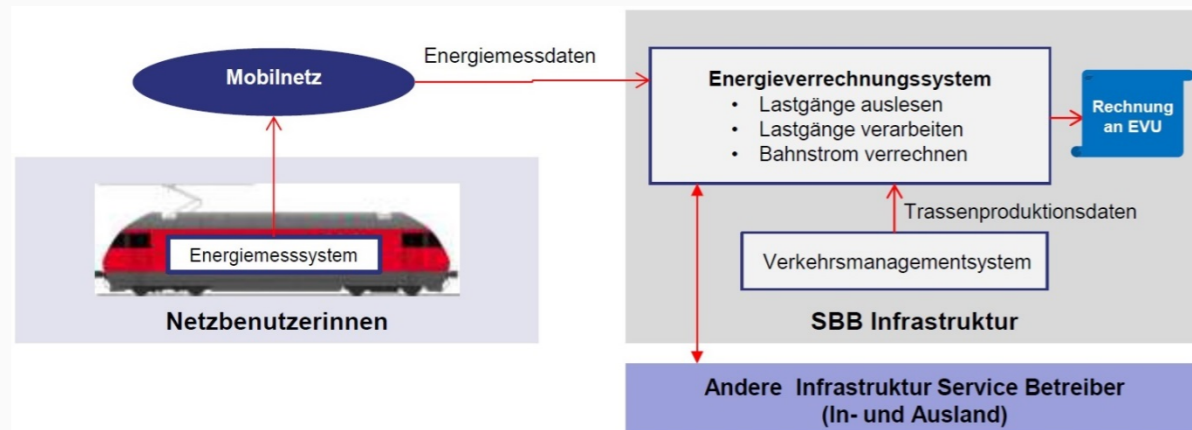 Mobilnetz
Energiemessdaten
Energieverrechnungssystem
• Lastgänge auslesen
• Lastgänge verarbeiten
• Bahnstrom verrechnen
Rechnung
an EVU
Trassenproduktionsdaten
Energiemesssystem
Verkehrsmanagementsystem
Netzbenutzerinnen
SBB Infrastruktur
Andere Infrastruktur Service Betreiber
(In- und Ausland)